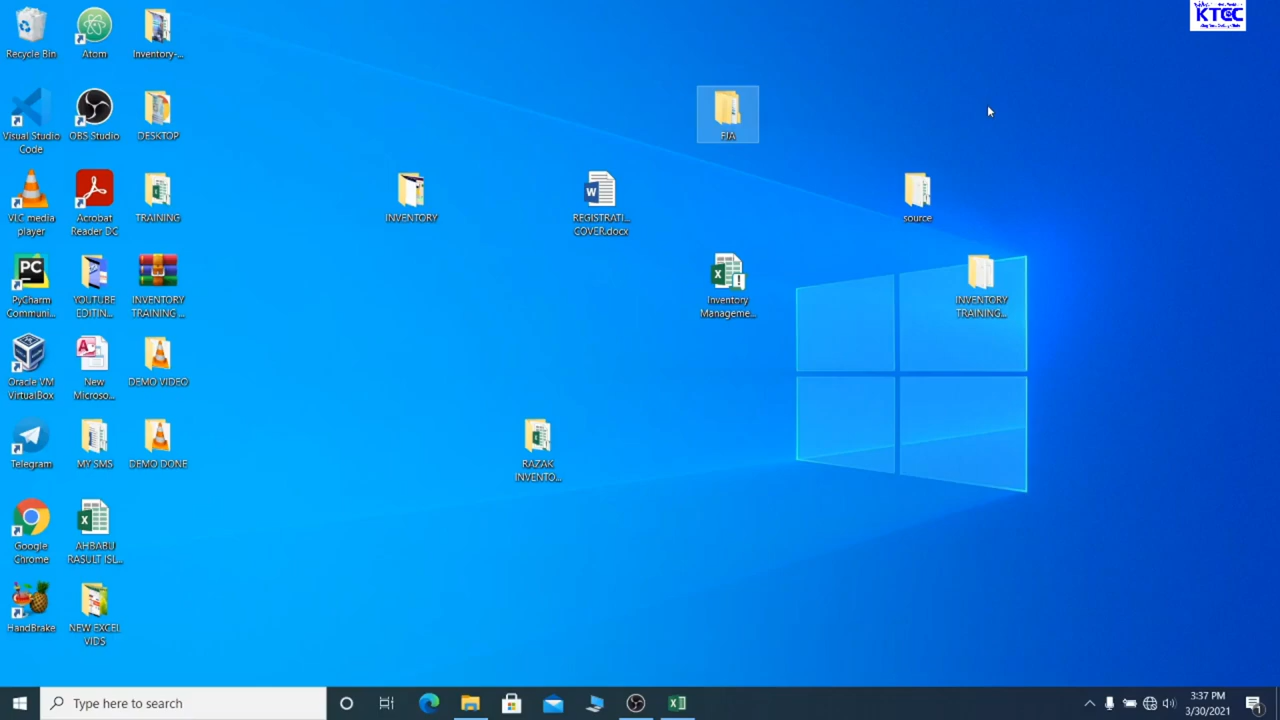 Recycle Bin
Atom
Inventory-...
KTCC
Visual Studio
Code
OBS Studio
DESKTOP
FJA
VLC media
player
Acrobat
Reader DC
TRAINING
INVENTORY
REGISTRATI...
COVER.docx
source
PyCharm
Communi...
YOUTUBE
EDITIN...
INVENTORY
TRAINING ...
Inventory
Manageme...
INVENTORY
TRAINING...
Oracle VM
VirtualBox
New
Microso...
DEMO VIDEO
Telegram
MY SMS
DEMO DONE
RAZAK
INVENTO...
Google
Chrome
AHBABU
RASULT ISL...
HandBrake
NEW EXCEL
VIDS
Type here to search
3:37 PM
3/30/2021
1